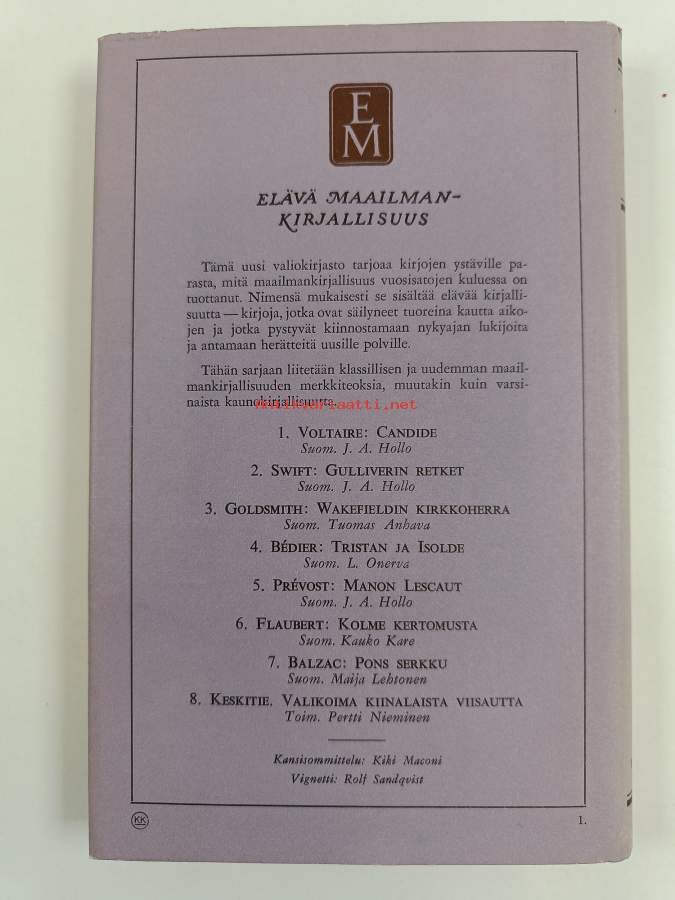 E
M
ELÄVÄ MAAILMAN-
KIRJALLISUUS
Tämä uusi valiokirjasto tarjoaa kirjojen ystäville pa-
rasta, mitä maailmankirjallisuus vuosisatojen kuluessa on
tuottanut. Nimensä mukaisesti se sisältää elävää kirjalli-
suutta — kirjoja, jotka ovat säilyneet tuoreina kautta aiko-
jen ja jotka pystyvät kiinnostamaan nykyajan lukijoita
ja antamaan herätteitä uusille polville.
Tähän sarjaan liitetään klassillisen ja uudemman maail-
mankirjallisuuden merkkiteoksia, muutakin kuin varsi-
naista kaunokirjallisuutta.
antikvariaatti.net
1. VOLTAIRE: CANDIDE
Suom. J. A. Hollo
2. SWIFT: GULLIVERIN RETKET
Suom. J. A. Hollo
3. GOLDSMITH: WAKEFIELDIN KIRKKOHERRA
Suom. Tuomas Anhava
4. BÉDIER: TRISTAN JA ISOLDE
Suom. L. Onerva
5. PRÉVOST: MANON LESCAUT
Suom. J. A. Hollo
6. FLAUBERT: KOLME KERTOMUSTA
Suom. Kauko Kare
7. BALZAC: PONS SERKKU
Suom. Maija Lehtonen
8. KESKITIE. VALIKOIMA KIINALAISTA VIISAUTTA
Toim. Pertti Nieminen
Kansisommittelu: Kiki Maconi
Vignetti: Rolf Sandqvist
KK
1.